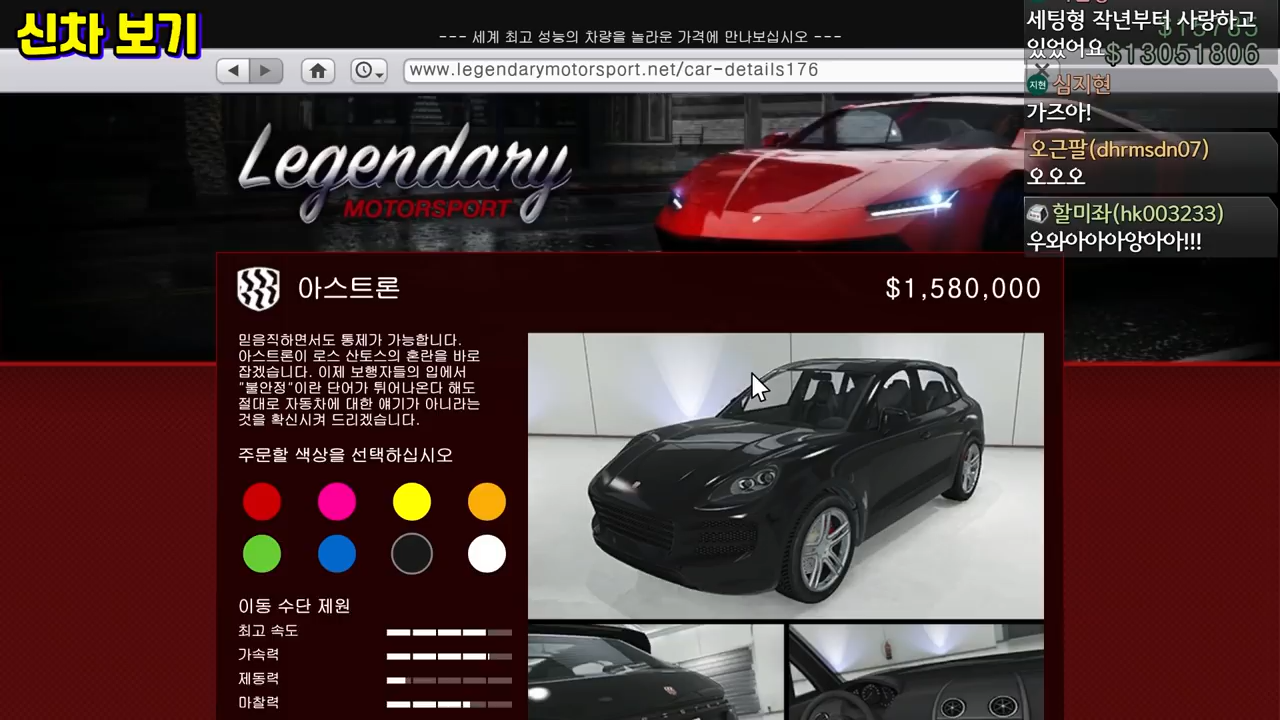 신차 보기
--- 세계 최고 성능의 차량을 놀라운 가격에 만나보십시오 ---
www.legendarymotorsport.net/car-details176
세팅형 작년부터 사랑하고
있었어요
$13051806
지현 심지현
가즈아!
오근팔(dhrmsdn07)
오오오
할미좌(hk003233)
우와아아아앙아아!!!
Legendary
MOTORSPORT
아스트론
$1,580,000
믿음직하면서도 통제가 가능합니다.
아스트론이 로스 산토스의 혼란을 바로
잡겠습니다. 이제 보행자들의 입에서
"불안정"이란 단어가 튀어나온다 해도
절대로 자동차에 대한 얘기가 아니라는
것을 확신시켜 드리겠습니다.
주문할 색상을 선택하십시오
이동 수단 제원
최고 속도
가속력
제동력
마찰력